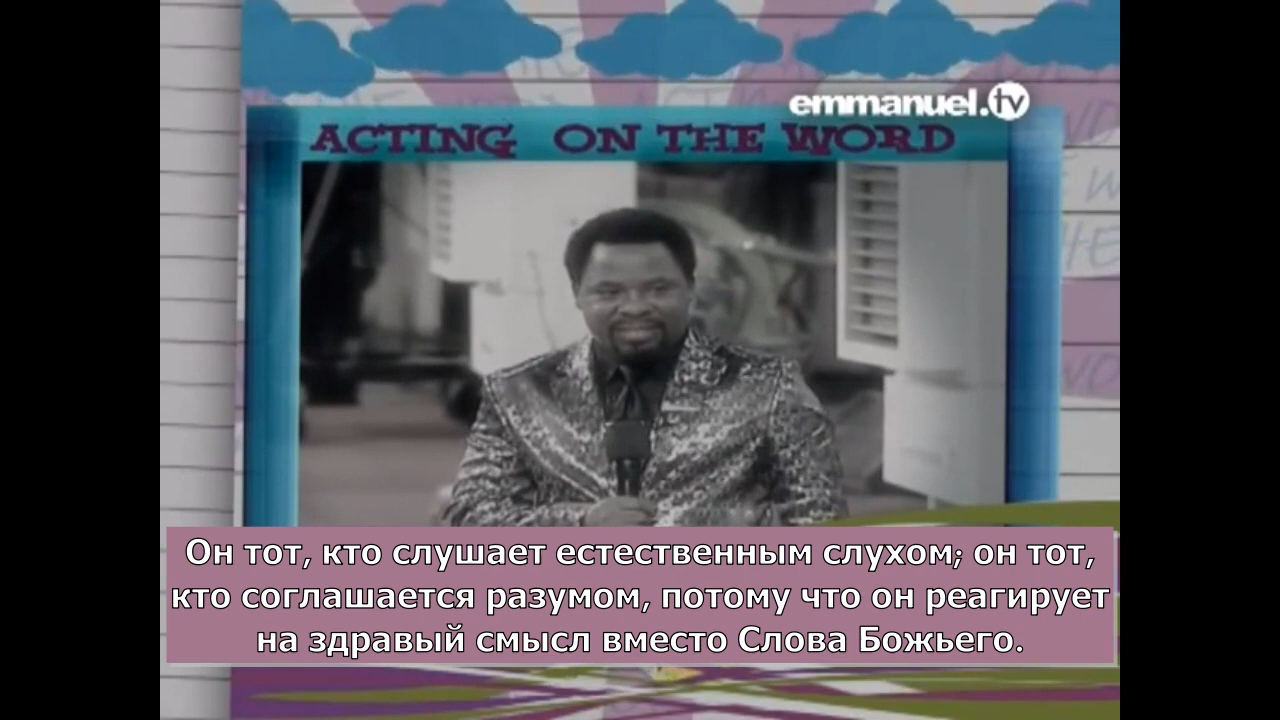 emmanuel.tv
ACTING ON THE WORD
Он тот, кто слушает естественным слухом; он тот,
кто соглашается разумом, потому что он реагирует
на здравый смысл вместо Слова Божьего.